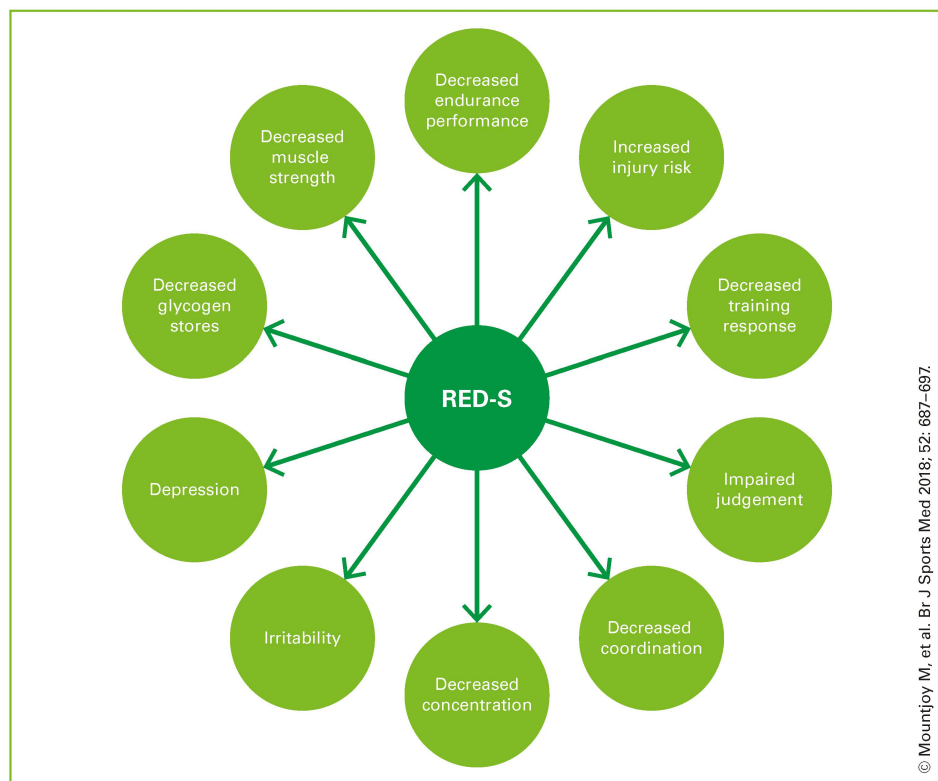 Decreased
endurance
performance
Increased
injury risk
Decreased
training
response
Impaired
judgement
Decreased
coordination
Decreased
concentration
Irritability
Depression
Decreased
glycogen
stores
Decreased
muscle
strength
RED-S
© Mountjoy M, et al. Br J Sports Med 2018; 52: 687–697.